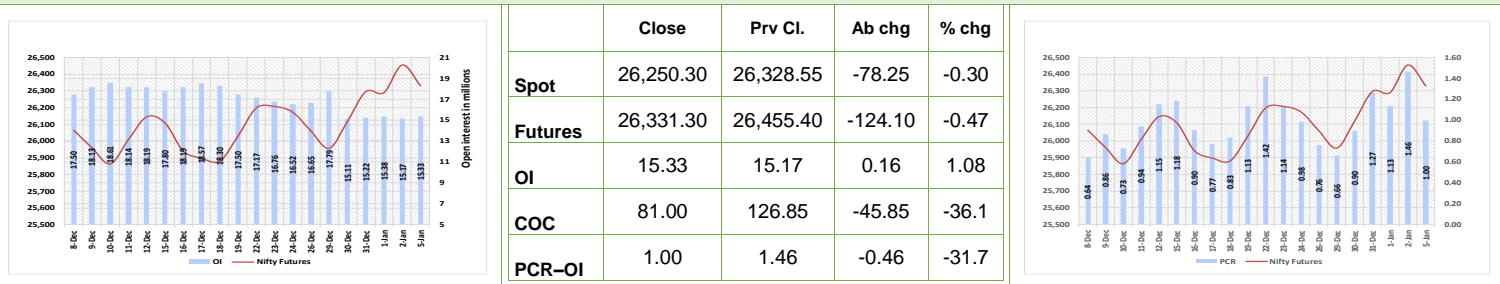 26,500
26,400
26,300
26,200
26,100
26,000
25,900
25,800
25,700
25,600
25,500
21
19
17
15
13
11
9
7
5
Open interest in millions
17.50
18.13
18.61
18.14
18.19
17.80
18.19
18.57
18.30
17.50
17.17
16.76
16.52
16.65
17.79
15.11
15.22
15.38
15.17
15.33
8-Dec
9-Dec
10-Dec
11-Dec
12-Dec
15-Dec
16-Dec
17-Dec
18-Dec
19-Dec
22-Dec
23-Dec
24-Dec
26-Dec
29-Dec
30-Dec
31-Dec
1-Jan
2-Jan
5-Jan
OI Nifty Futures
Close Prv Cl. Ab chg % chg
Spot 26,250.30 26,328.55 -78.25 -0.30
Futures 26,331.30 26,455.40 -124.10 -0.47
OI 15.33 15.17 0.16 1.08
COC 81.00 126.85 -45.85 -36.1
PCR–OI 1.00 1.46 -0.46 -31.7
26,500
26,400
26,300
26,200
26,100
26,000
25,900
25,800
25,700
25,600
25,500
1.60
1.40
1.20
1.00
0.80
0.60
0.40
0.20
0.00
0.64
0.86
0.73
0.94
1.15
1.18
0.90
0.77
0.83
1.13
1.42
1.14
0.98
0.76
0.66
0.90
1.27
1.13
1.46
1.00
8-Dec
9-Dec
10-Dec
11-Dec
12-Dec
15-Dec
16-Dec
17-Dec
18-Dec
19-Dec
22-Dec
23-Dec
24-Dec
26-Dec
29-Dec
30-Dec
31-Dec
1-Jan
2-Jan
5-Jan
PCR Nifty Futures